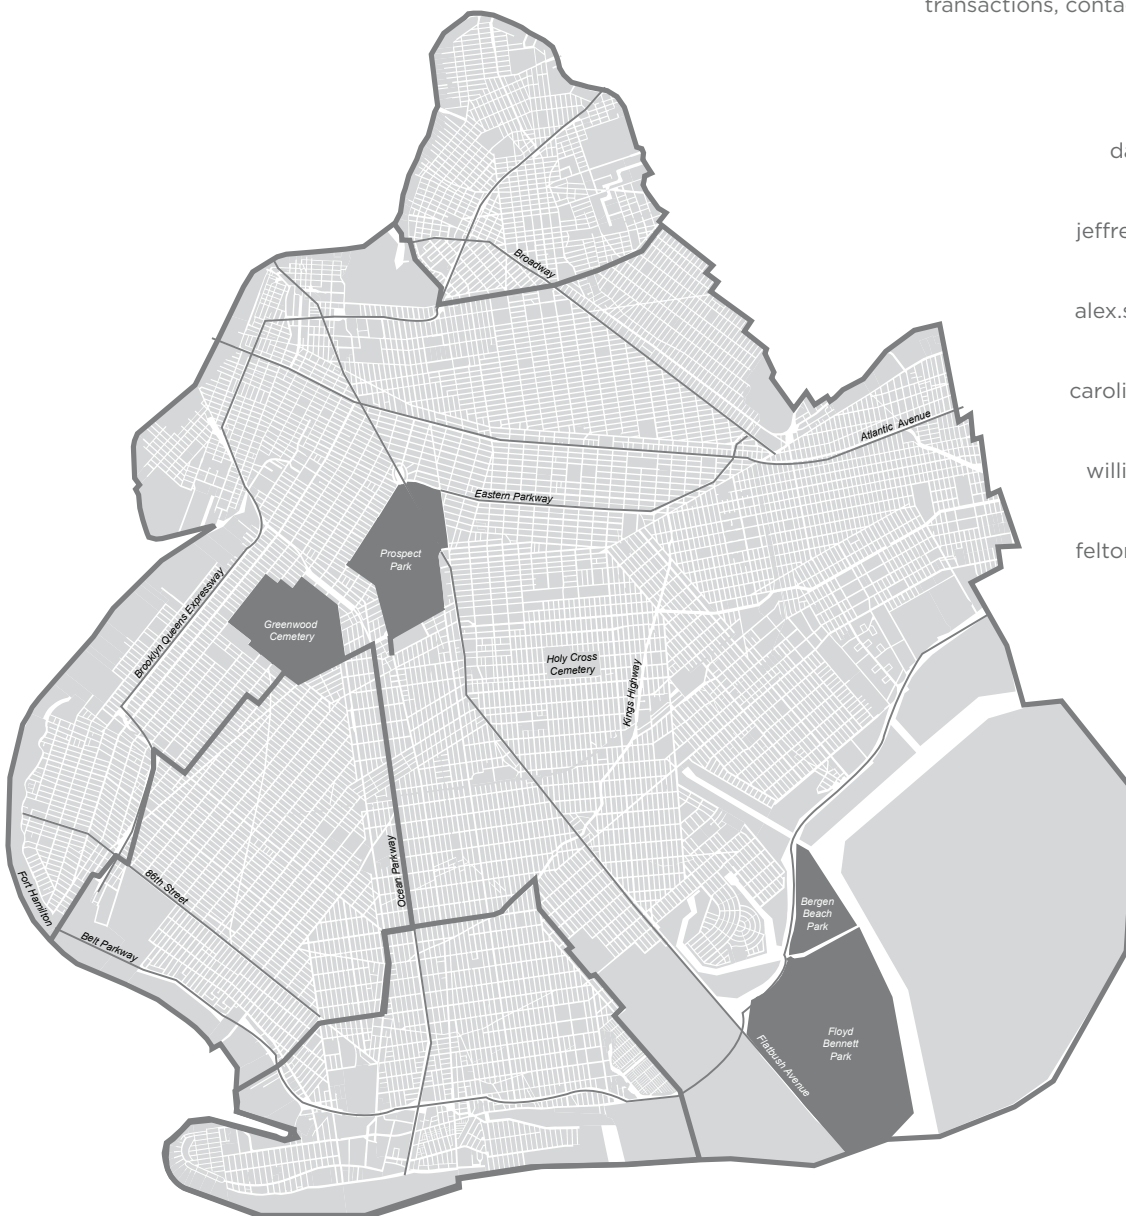 transactions, conta
da
jeffre
alex.s
caroli
willi
felton
Broadway
Atlantic Avenue
Eastern Parkway
Prospect
Park
Greenwood
Cemetery
Brooklyn Queens Expressway
Holy Cross
Cemetery
Kings Highway
Ocean Parkway
86th Street
Fort Hamilton
Belt Parkway
Bergen
Beach
Park
Floyd
Bennett
Park
Flatbush Avenue